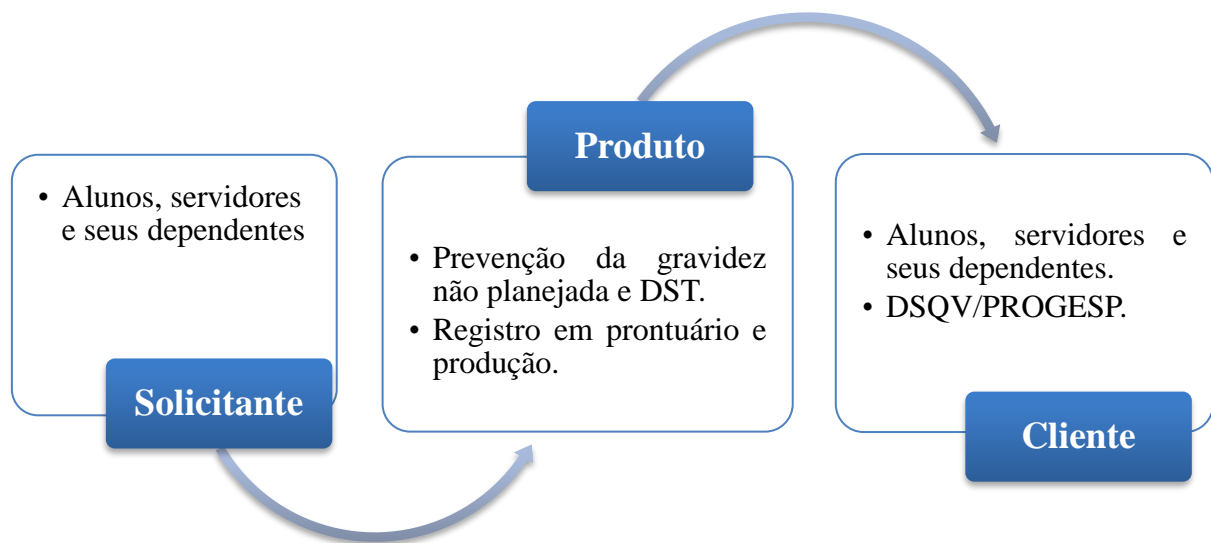 • Alunos, servidores
e seus dependentes
Solicitante
Produto
• Prevenção da gravidez
não planejada e DST.
• Registro em prontuário e
produção.
• Alunos, servidores e
seus dependentes.
• DSQV/PROGESP.
Cliente